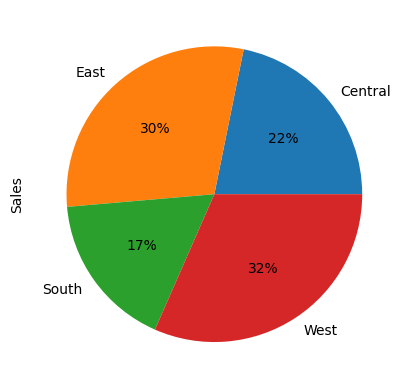 East
Central
30%
22%
Sales
17%
32%
South
West